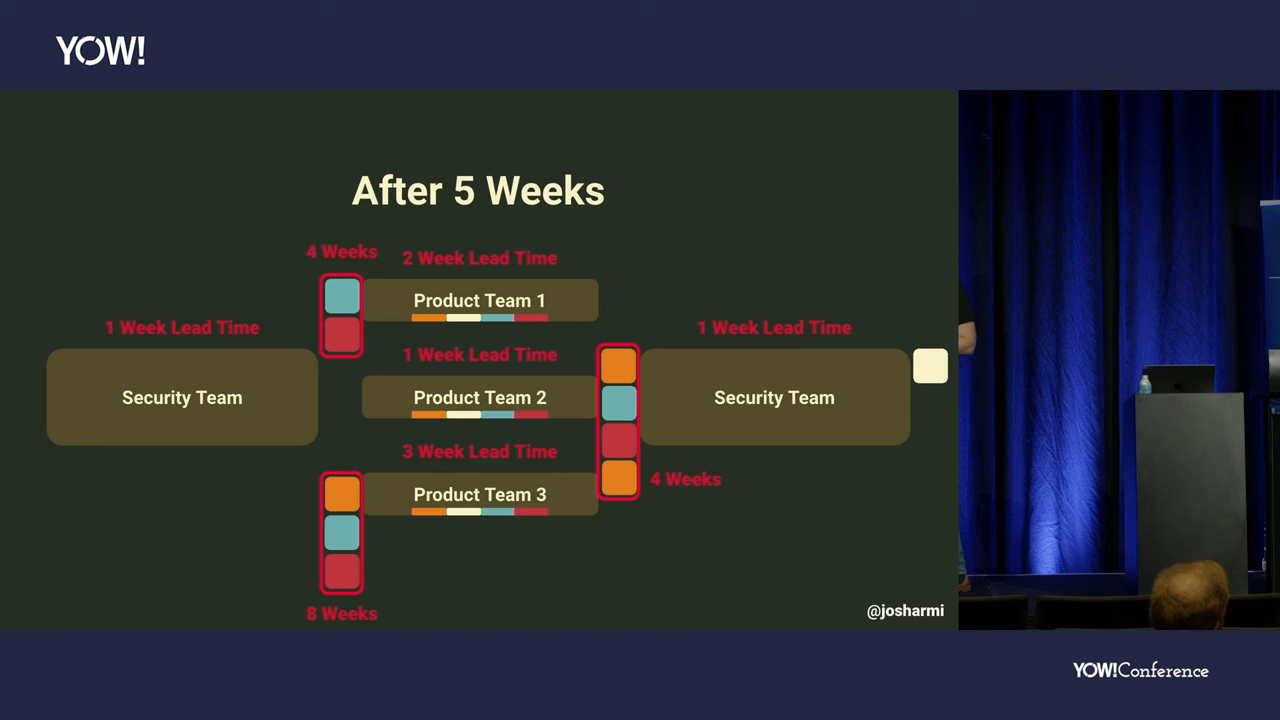 YOW!
After 5 Weeks
4 Weeks
2 Week Lead Time
Product Team 1
1 Week Lead Time
1 Week Lead Time
1 Week Lead Time
Security Team
Product Team 2
Security Team
3 Week Lead Time
4 Weeks
Product Team 3
8 Weeks
@josharmi
YOW!Conference